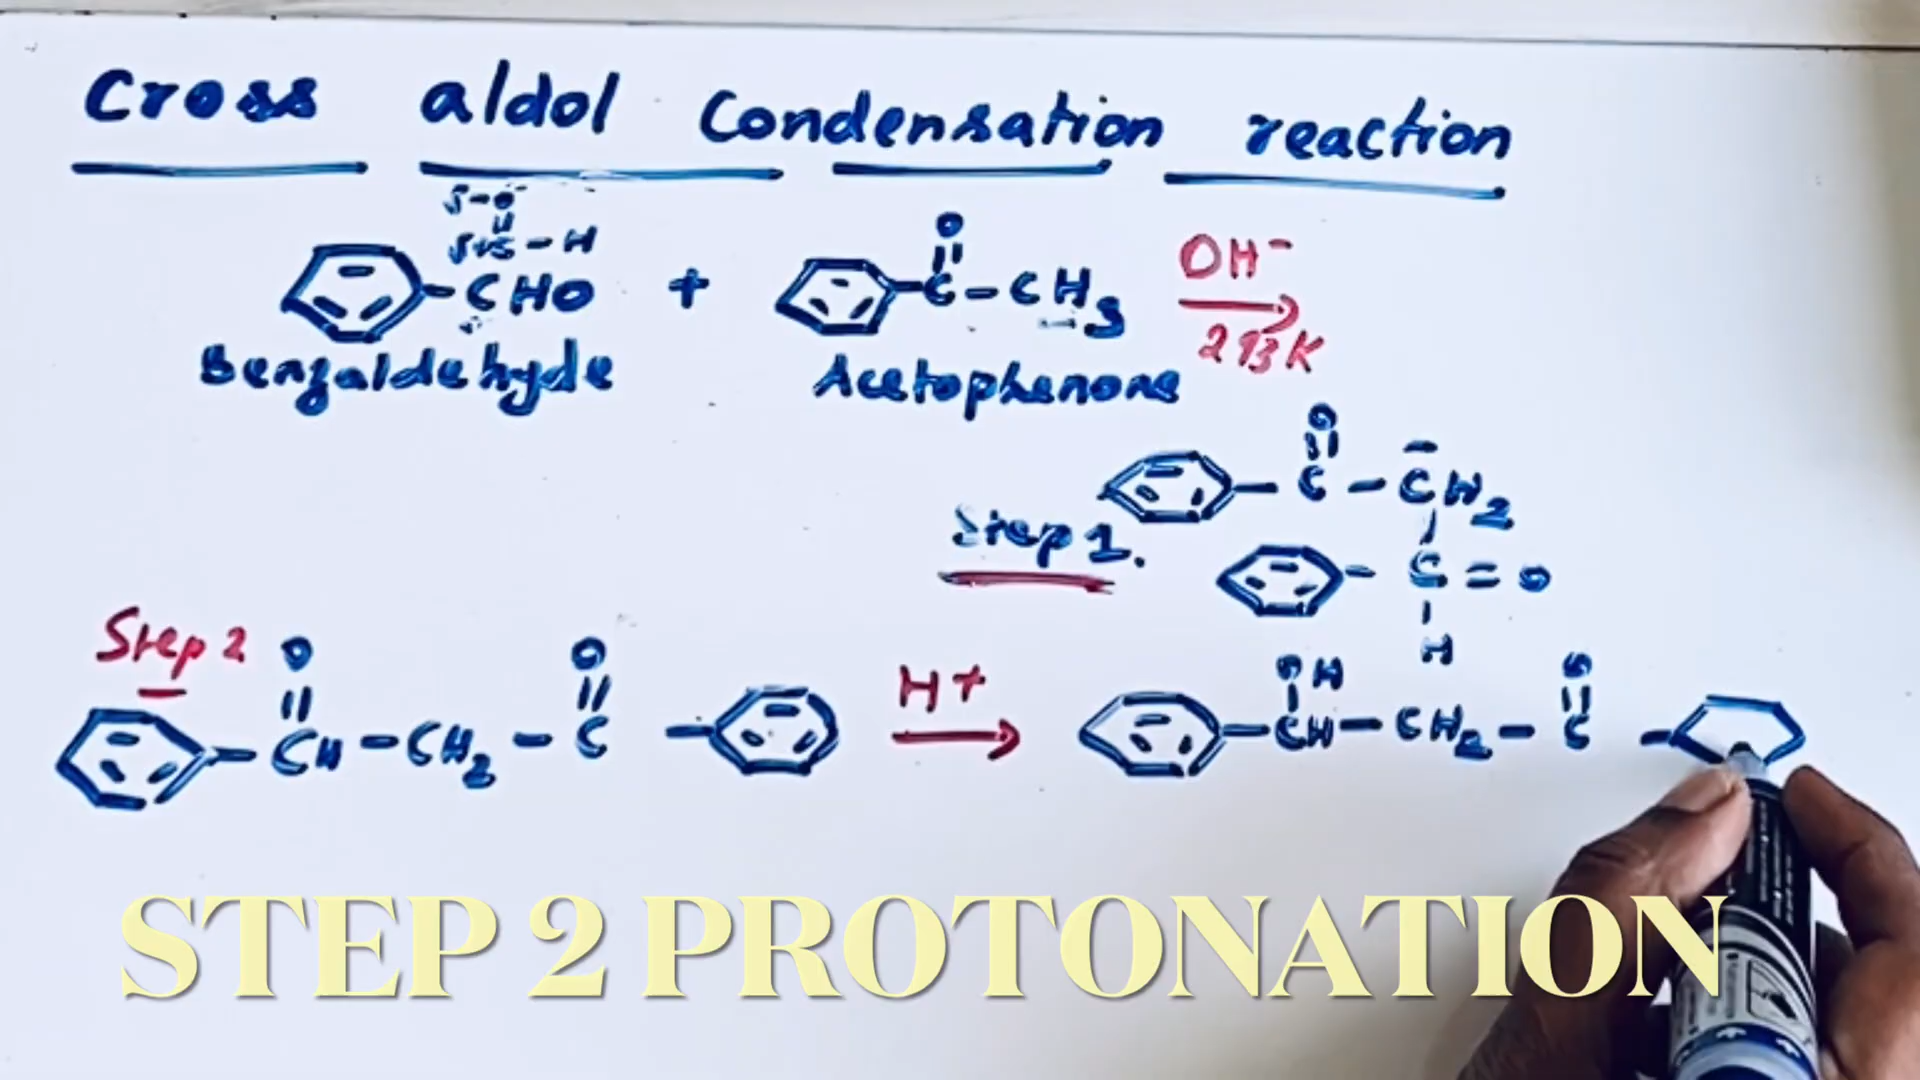 Cross aldol Condensation reaction
δ- O
||
δ+C - H
O
||
- CHO + - C - CH3 OH-
293K
Benzaldehyde Acetophenone
O
||
- C - C̄H2
Step 1. |
- C = O
|
H
Step 2
O O H+ OH O
|| || | ||
- CH - CH2 - C - → - CH - CH2 - C -
STEP 2 PROTONATION